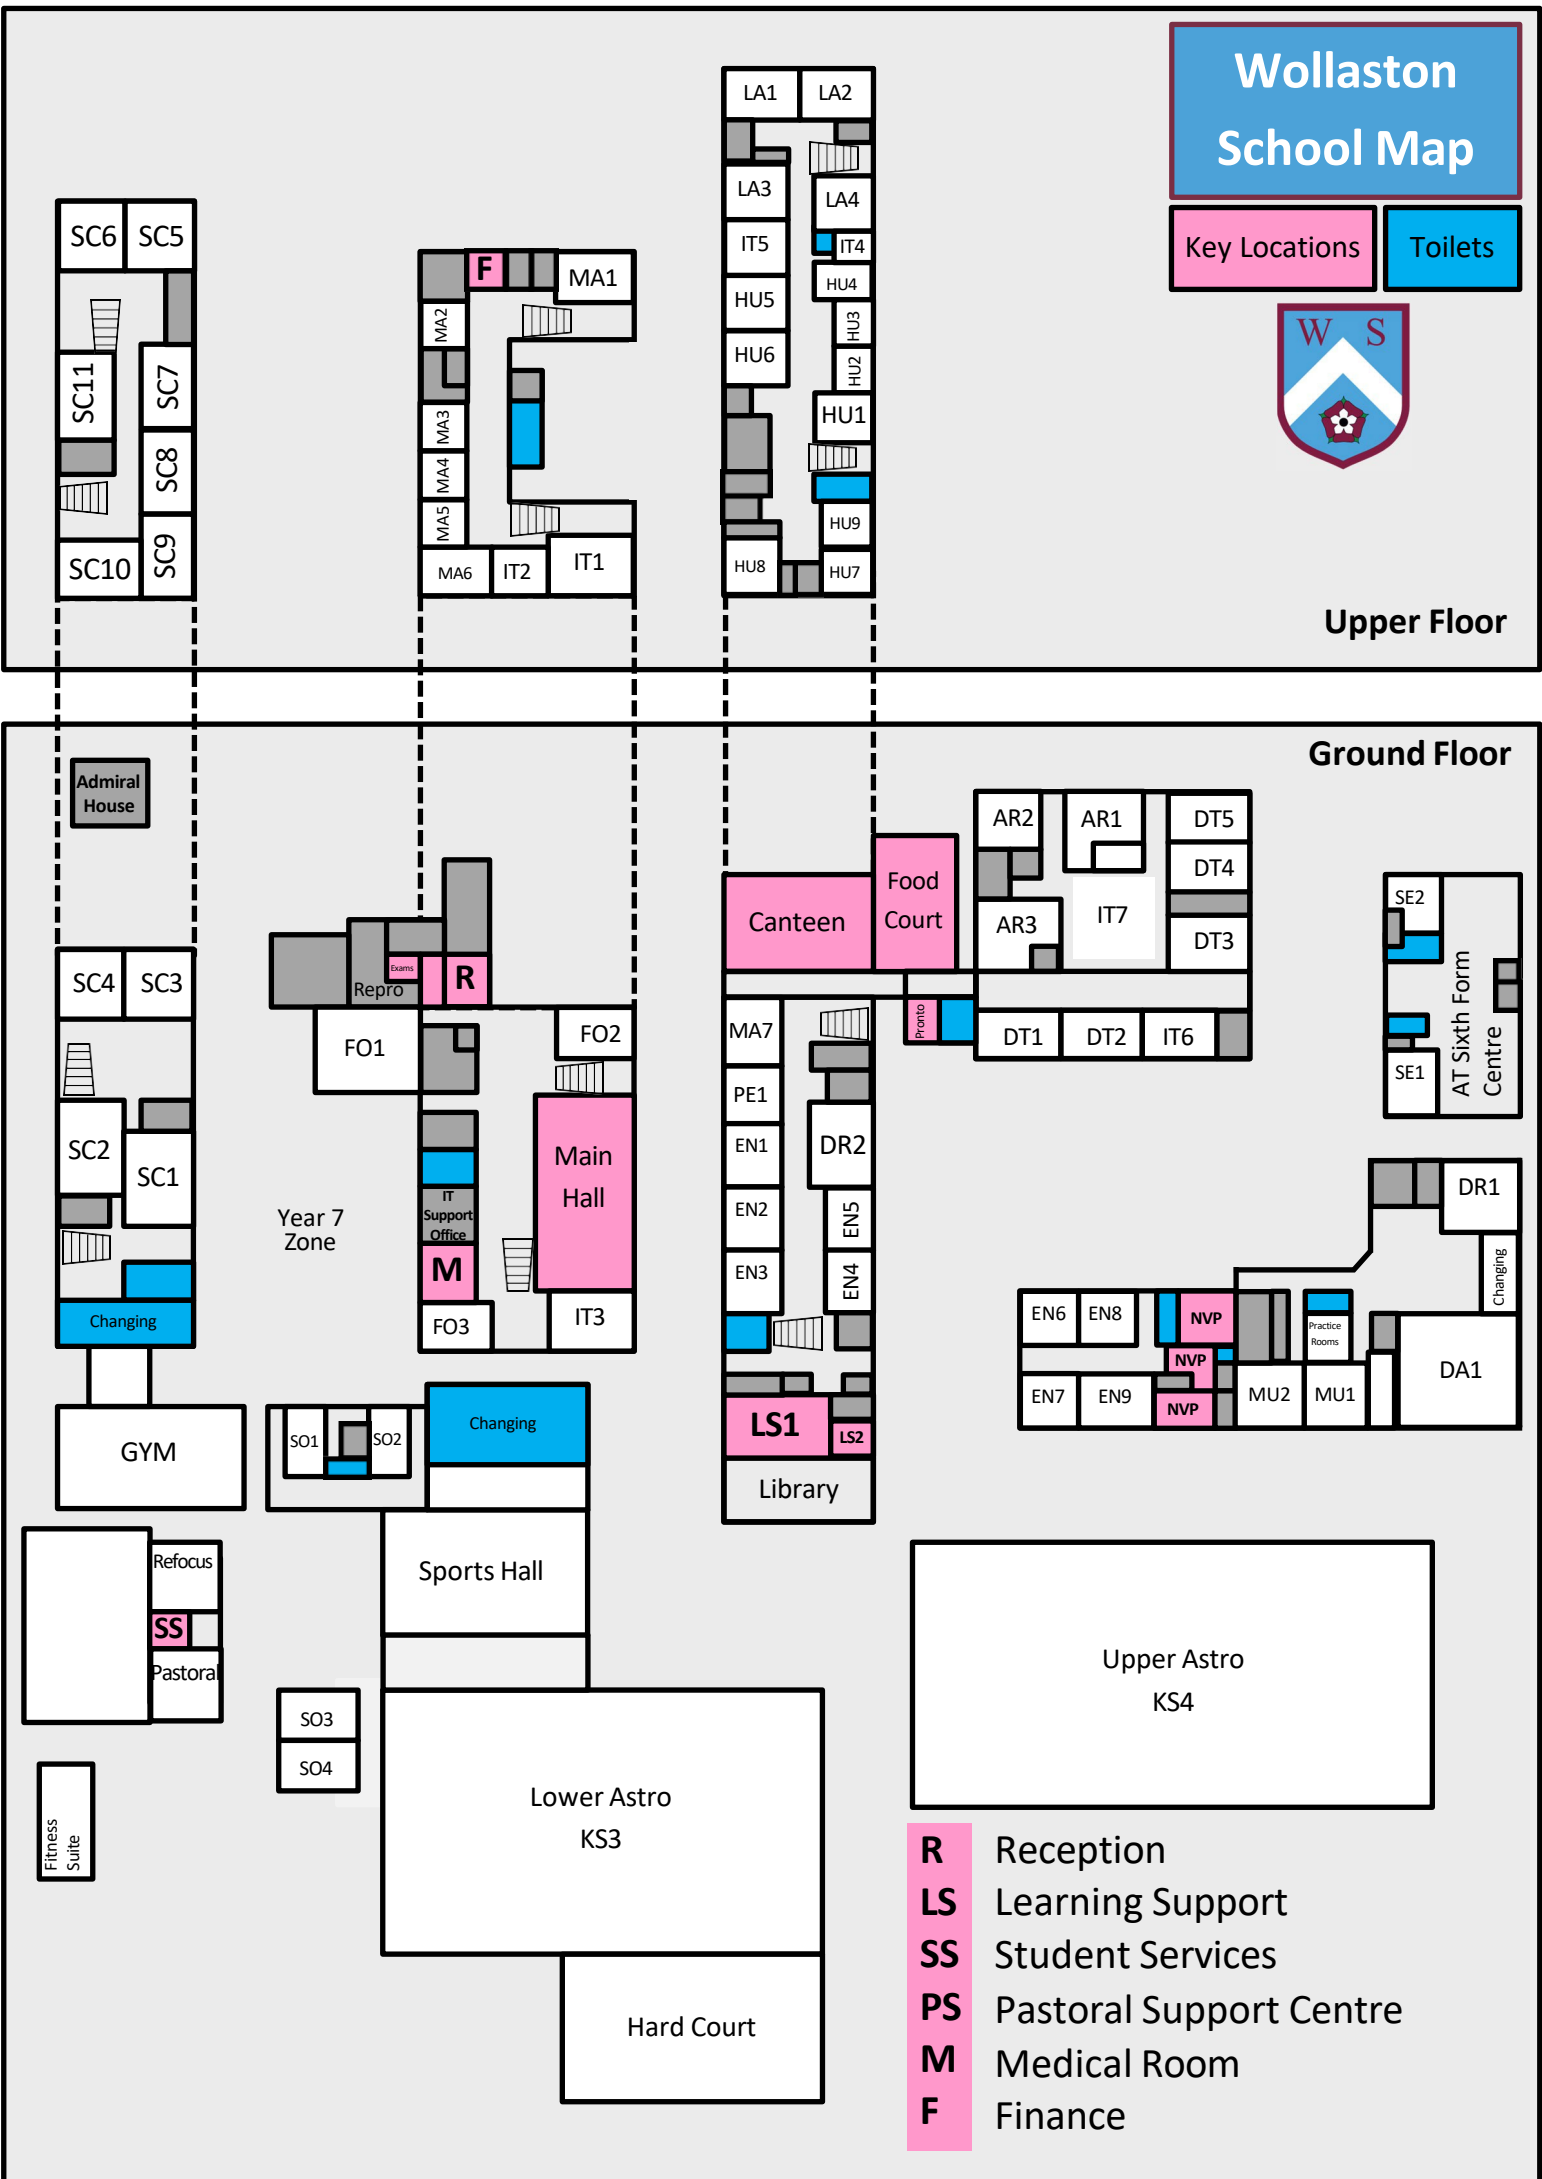 Wollaston
School Map
Key Locations
Toilets
W S
LA1
LA2
LA3
LA4
IT5
IT4
HU5
HU4
HU3
HU6
HU2
HU1
HU9
HU8
HU7
SC6
SC5
SC11
SC7
SC8
SC10
SC9
F
MA1
MA2
MA3
MA4
MA5
MA6
IT2
IT1
Upper Floor
Ground Floor
Admiral
House
SC4
SC3
SC2
SC1
Changing
GYM
Refocus
SS
Pastoral
Fitness
Suite
Exams
R
Repro
FO1
FO2
Main
Hall
IT
Support
Office
M
FO3
IT3
Year 7
Zone
SO1
SO2
Changing
Sports Hall
SO3
SO4
Lower Astro
KS3
Hard Court
Canteen
Food
Court
Pronto
MA7
PE1
EN1
DR2
EN2
EN5
EN3
EN4
LS1
LS2
Library
AR2
AR1
DT5
DT4
AR3
IT7
DT3
DT1
DT2
IT6
SE2
AT Sixth Form
Centre
SE1
DR1
Changing
EN6
EN8
NVP
Practice
Rooms
NVP
DA1
EN7
EN9
NVP
MU2
MU1
Upper Astro
KS4
R Reception
LS Learning Support
SS Student Services
PS Pastoral Support Centre
M Medical Room
F Finance